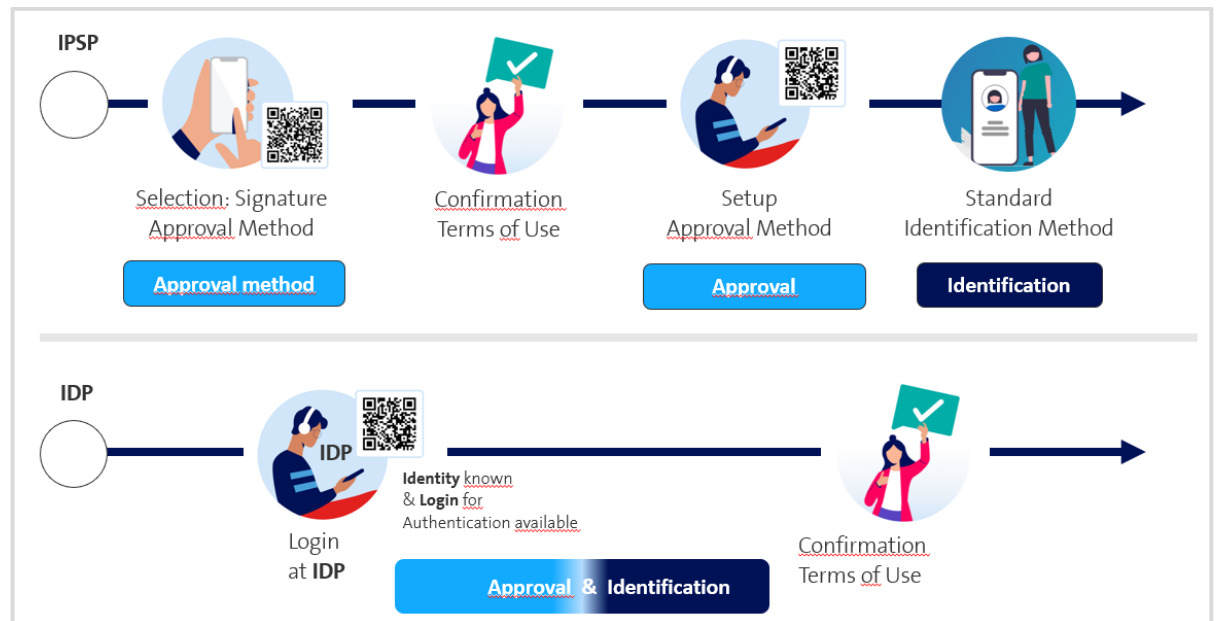 IPSP
Selection: Signature
Approval Method
Confirmation
Terms of Use
Setup
Approval Method
Standard
Identification Method
Approval method
Approval
Identification
IDP
IDP
Identity known
& Login for
Authentication available
Login
at IDP
Confirmation
Terms of Use
Approval & Identification